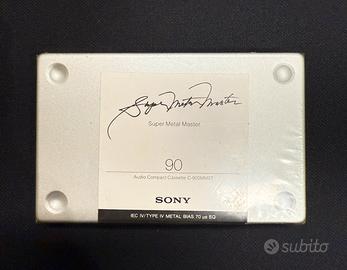 Super Metal Master
Super Metal Master
90
Audio Compact Cassette C-90SMMST
SONY
IEC IV/TYPE IV METAL BIAS 70 μs EQ
subito